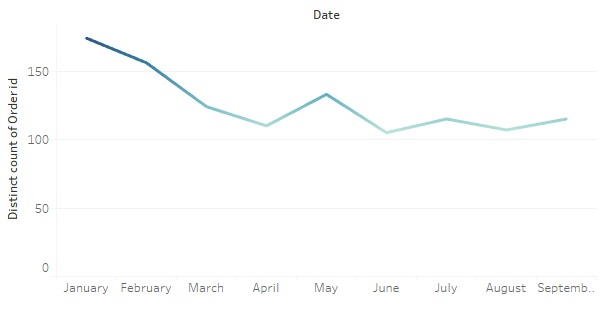 Date
Distinct count of Order id
150
100
50
0
January February March April May June July August Septemb..